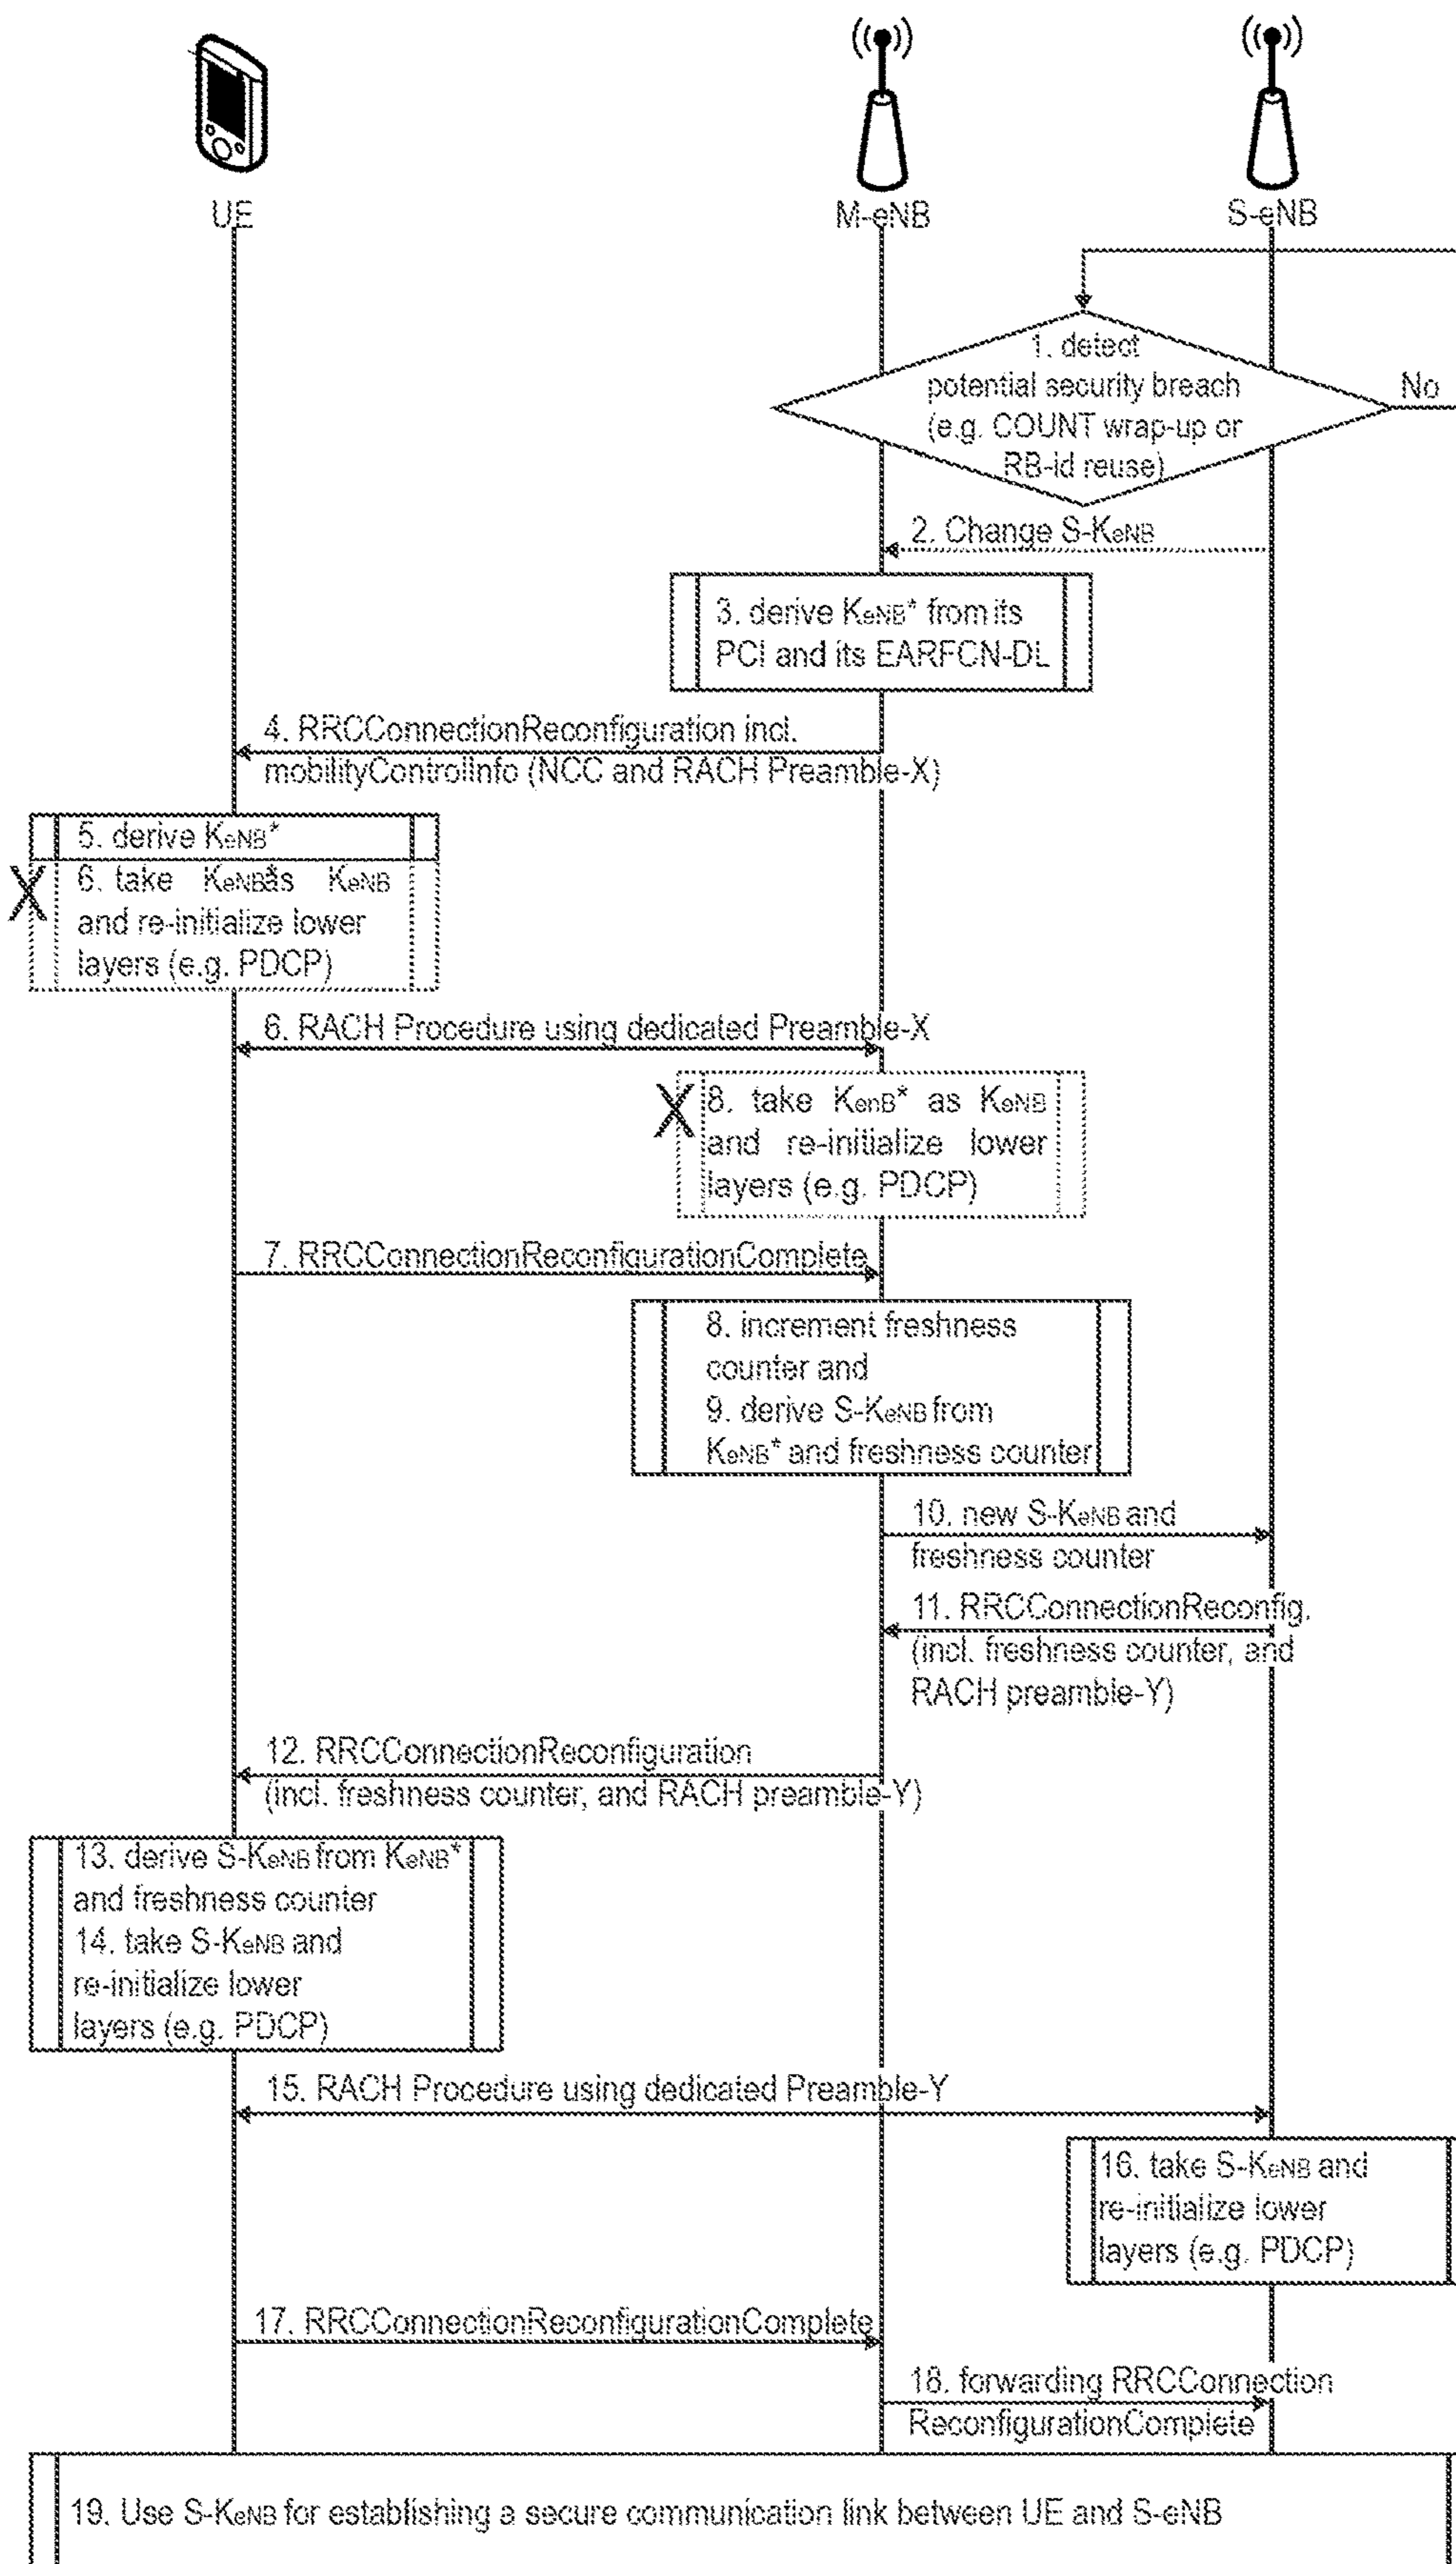 UE
M-eNB
S-eNB
1. detect
potential security breach
(e.g. COUNT wrap-up or
RB-id reuse)
No
2. Change S-KeNB
3. derive KeNB* from its
PCI and its EARFCN-DL
4. RRCConnectionReconfiguration incl.
mobilityControlInfo (NCC and RACH Preamble-X)
5. derive KeNB*
X
6. take KeNB*as KeNB
and re-initialize lower
layers (e.g. PDCP)
6. RACH Procedure using dedicated Preamble-X
X
8. take KenB* as KeNB
and re-initialize lower
layers (e.g. PDCP)
7. RRCConnectionReconfigurationComplete
8. increment freshness
counter and
9. derive S-KeNB from
KeNB* and freshness counter
10. new S-KeNB and
freshness counter
11. RRCConnectionReconfig.
(incl. freshness counter, and
RACH preamble-Y)
12. RRCConnectionReconfiguration
(incl. freshness counter, and RACH preamble-Y)
13. derive S-KeNB from KeNB*
and freshness counter
14. take S-KeNB and
re-initialize lower
layers (e.g. PDCP)
15. RACH Procedure using dedicated Preamble-Y
16. take S-KeNB and
re-initialize lower
layers (e.g. PDCP)
17. RRCConnectionReconfigurationComplete
18. forwarding RRCConnection
ReconfigurationComplete
19. Use S-KeNB for establishing a secure communication link between UE and S-eNB